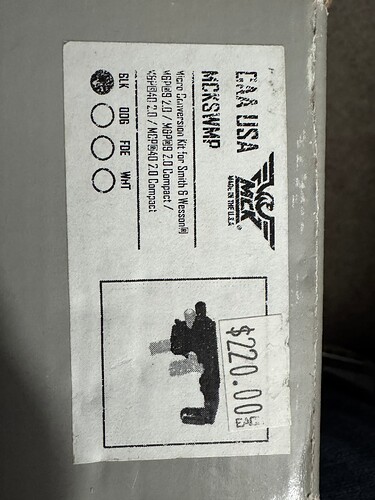 CAA USA
MCKSWMP
MCK®
MADE IN THE U.S.A
Micro Conversion Kit for Smith & Wesson®
M&P®9 2.0 / M&P®9 2.0 Compact /
M&P®40 2.0 / M&P®40 2.0 Compact
BLK ODG FDE WHT
$220.00
EA